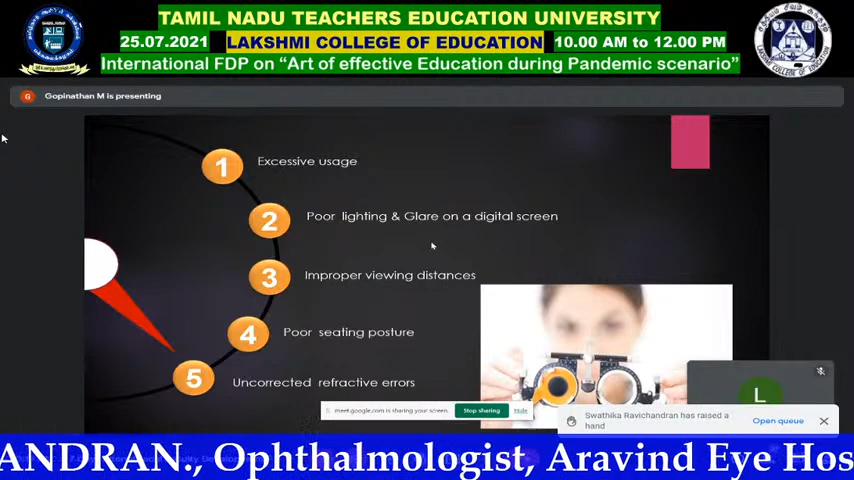 TAMIL NADU TEACHERS EDUCATION UNIVERSITY
25.07.2021 LAKSHMI COLLEGE OF EDUCATION 10.00 AM to 12.00 PM
International FDP on “Art of effective Education during Pandemic scenario”
G Gopinathan M is presenting
1 Excessive usage
2 Poor lighting & Glare on a digital screen
3 Improper viewing distances
4 Poor seating posture
5 Uncorrected refractive errors
L
meet.google.com is sharing your screen. Stop sharing Hide
Swathika Ravichandran has raised a
hand
Open queue
ANDRAN., Ophthalmologist, Aravind Eye Hos